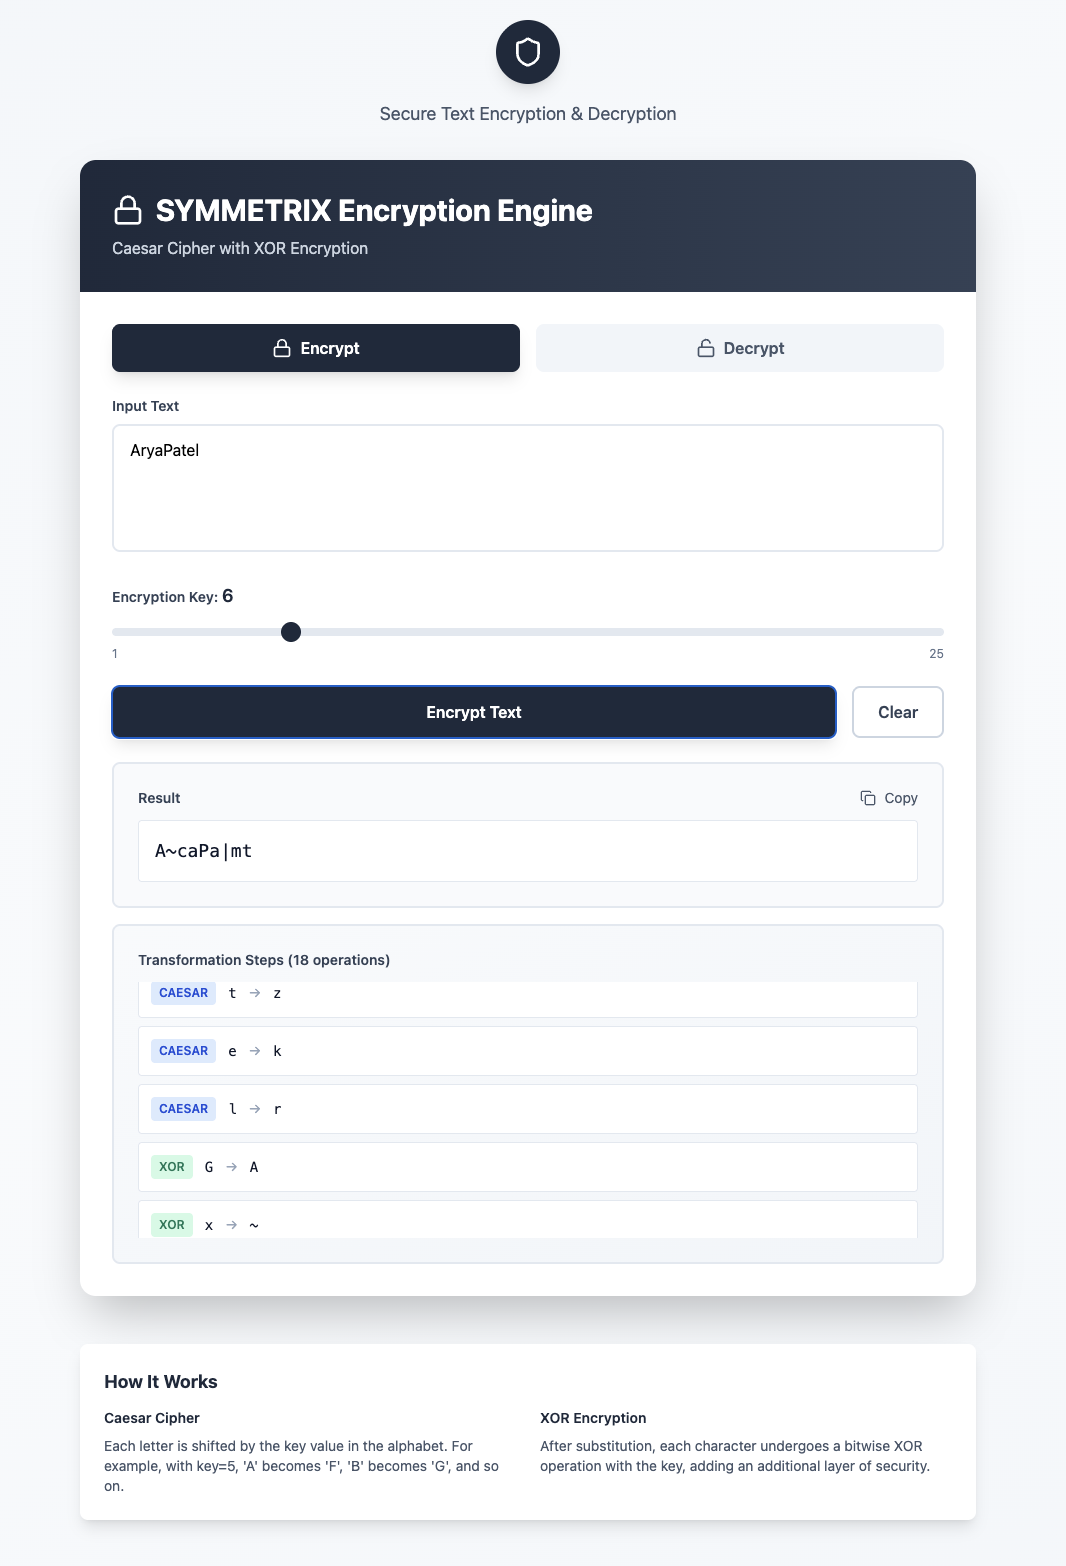 Secure Text Encryption & Decryption
SYMMETRIX Encryption Engine
Caesar Cipher with XOR Encryption
Encrypt
Decrypt
Input Text
AryaPatel
Encryption Key: 6
1
25
Encrypt Text
Clear
Result
Copy
A~caPa|mt
Transformation Steps (18 operations)
CAESAR t → z
CAESAR e → k
CAESAR l → r
XOR G → A
XOR x → ~
How It Works
Caesar Cipher
Each letter is shifted by the key value in the alphabet. For
example, with key=5, 'A' becomes 'F', 'B' becomes 'G', and so
on.
XOR Encryption
After substitution, each character undergoes a bitwise XOR
operation with the key, adding an additional layer of security.